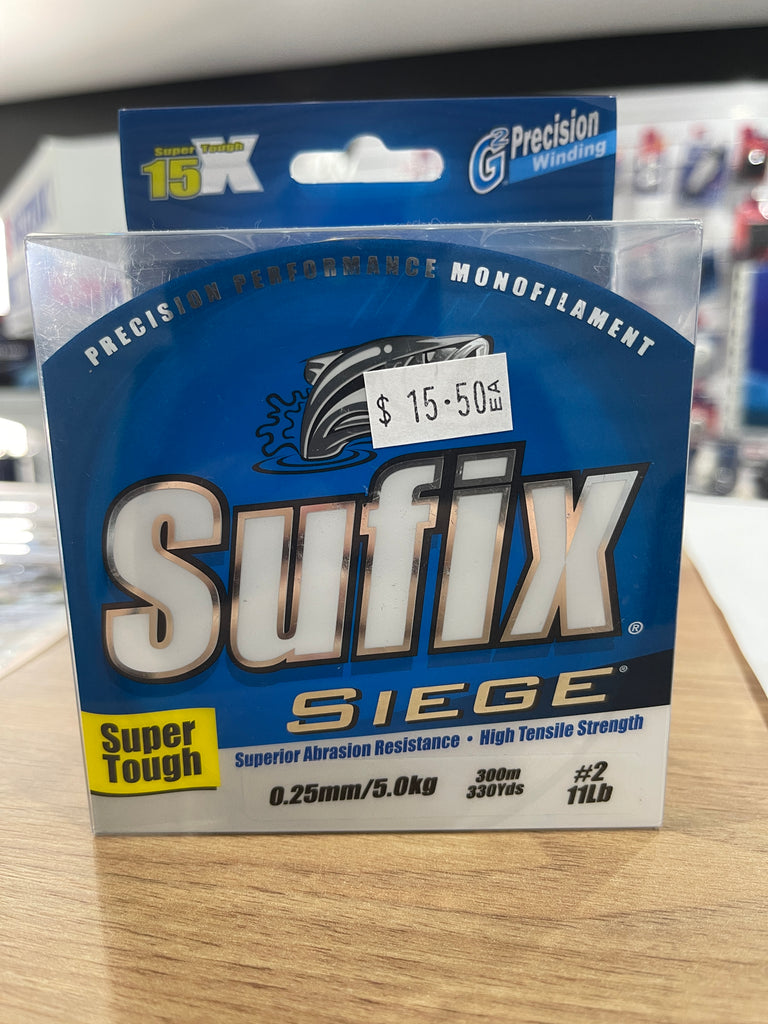 Super Tough
15X
G2 Precision
Winding
PRECISION PERFORMANCE MONOFILAMENT
$ 15.50 EA
Sufix®
SIEGE®
Super
Tough
Superior Abrasion Resistance • High Tensile Strength
0.25mm/5.0kg
300m
330Yds
#2
11Lb